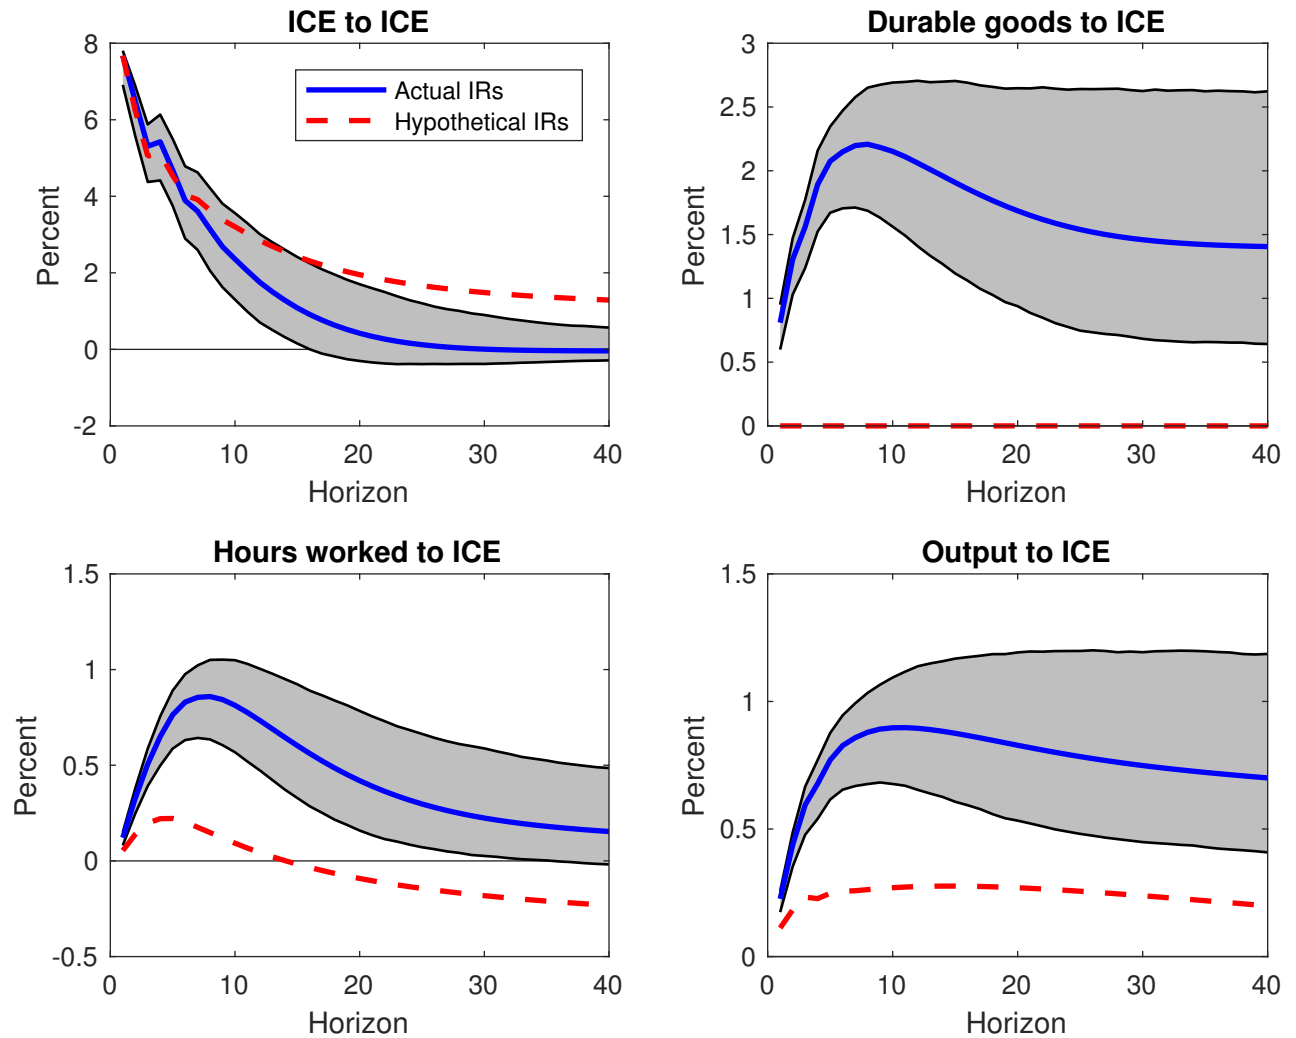 ICE to ICE
8
6
4
2
0
-2
Percent
0 10 20 30 40
Horizon
Actual IRs
Hypothetical IRs
Durable goods to ICE
3
2.5
2
1.5
1
0.5
0
Percent
0 10 20 30 40
Horizon
Hours worked to ICE
1.5
1
0.5
0
-0.5
Percent
0 10 20 30 40
Horizon
Output to ICE
1.5
1
0.5
0
Percent
0 10 20 30 40
Horizon